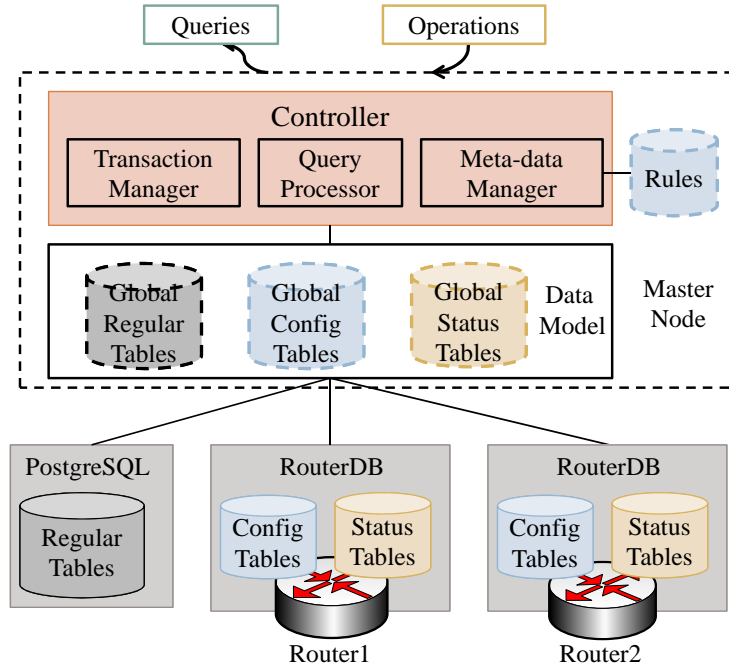 Queries
Operations
Controller
Transaction
Manager
Query
Processor
Meta-data
Manager
Rules
Global
Regular
Tables
Global
Config
Tables
Global
Status
Tables
Data
Model
Master
Node
PostgreSQL
Regular
Tables
RouterDB
Config
Tables
Status
Tables
Router1
RouterDB
Config
Tables
Status
Tables
Router2